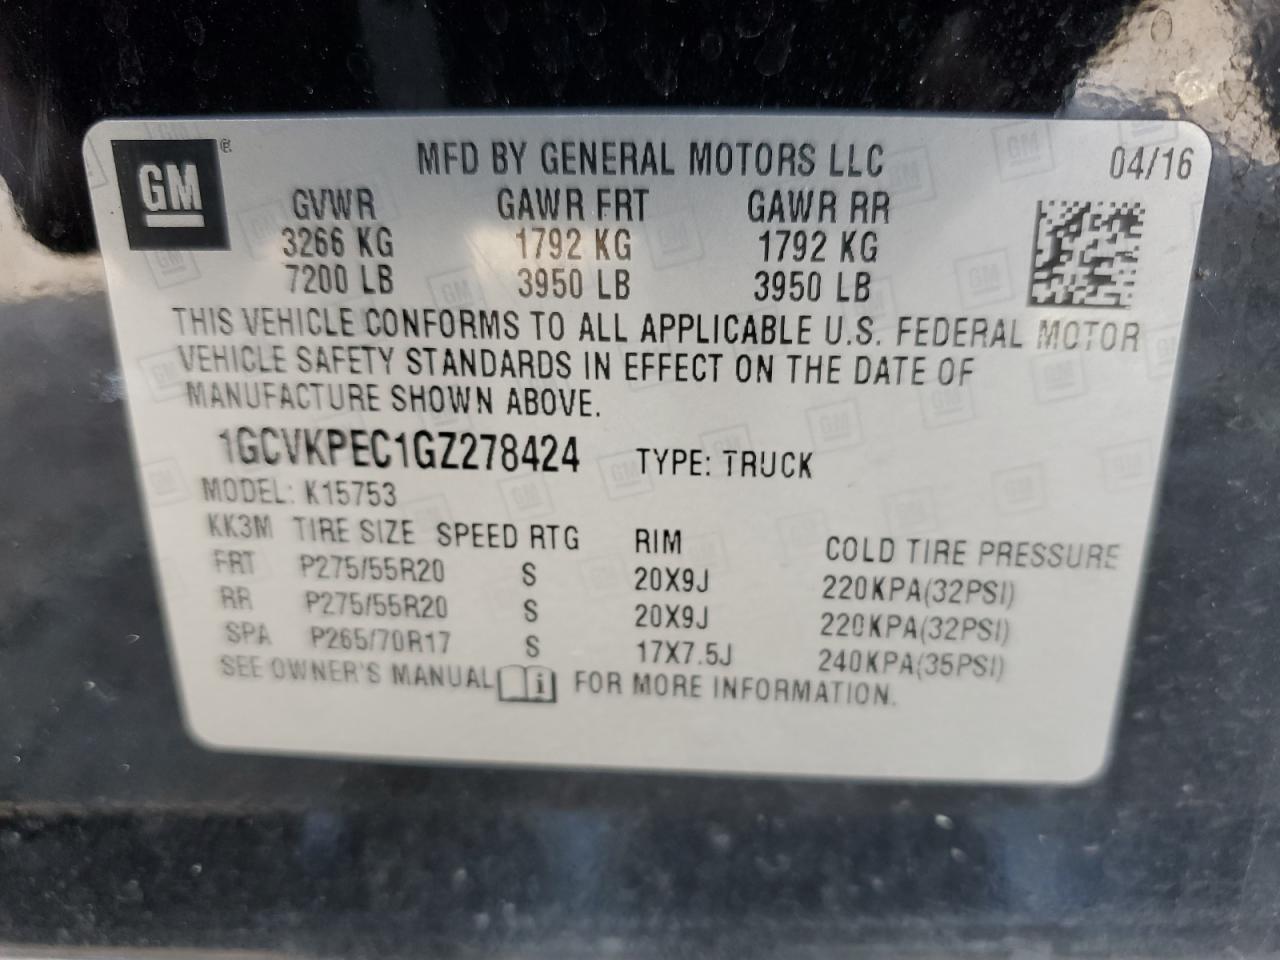 GM ® MFD BY GENERAL MOTORS LLC 04/16
GVWR GAWR FRT GAWR RR
3266 KG 1792 KG 1792 KG
7200 LB 3950 LB 3950 LB
THIS VEHICLE CONFORMS TO ALL APPLICABLE U.S. FEDERAL MOTOR
VEHICLE SAFETY STANDARDS IN EFFECT ON THE DATE OF
MANUFACTURE SHOWN ABOVE.
1GCVKPEC1GZ278424 TYPE: TRUCK
MODEL: K15753
KK3M TIRE SIZE SPEED RTG RIM COLD TIRE PRESSURE
FRT P275/55R20 S 20X9J 220KPA(32PSI)
RR P275/55R20 S 20X9J 220KPA(32PSI)
SPA P265/70R17 S 17X7.5J 240KPA(35PSI)
SEE OWNER'S MANUAL i FOR MORE INFORMATION.